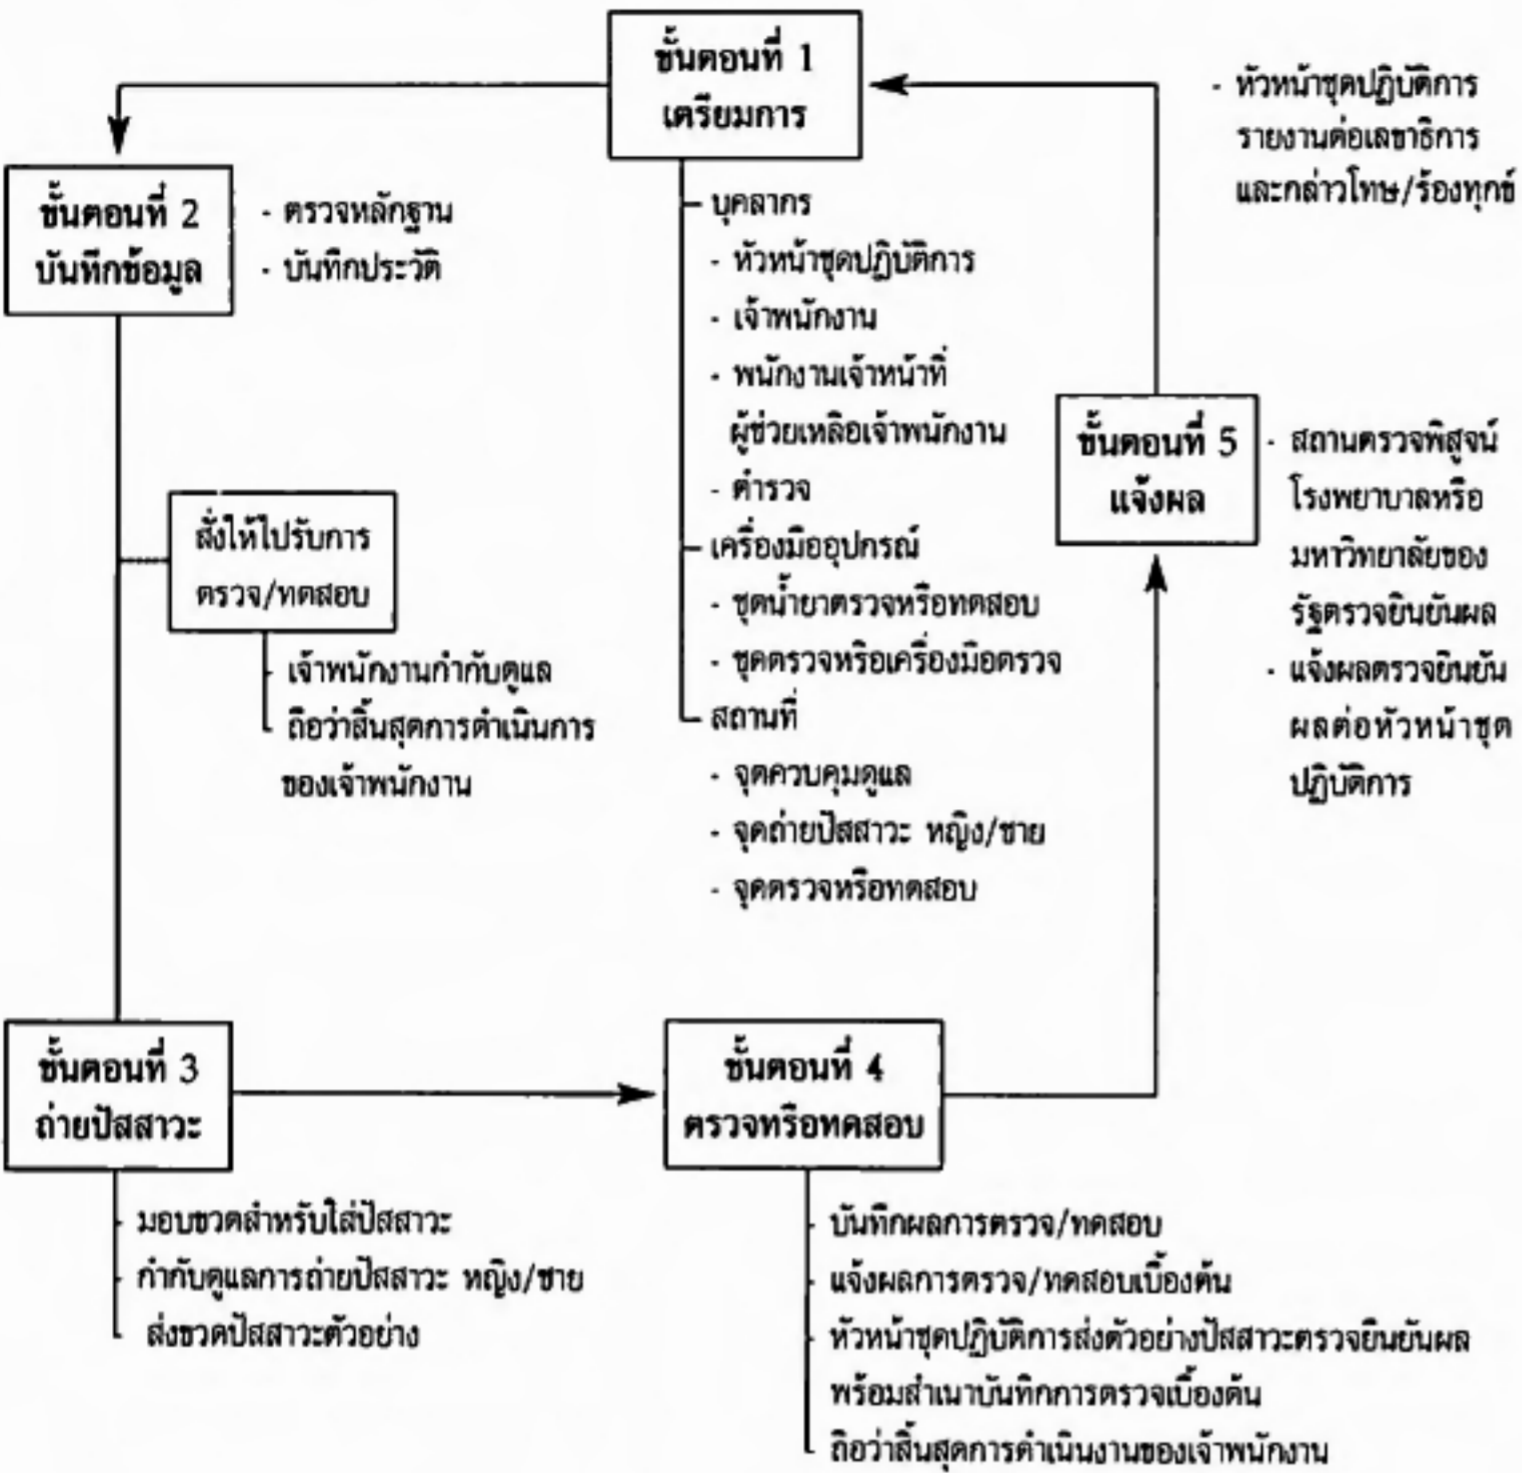 ขั้นตอนที่ 1
เตรียมการ
- หัวหน้าชุดปฏิบัติการ
รายงานต่อเลขาธิการ
และกล่าวโทษ/ร้องทุกข์
ขั้นตอนที่ 2
บันทึกข้อมูล
- ตรวจหลักฐาน
- บันทึกประวัติ
บุคลากร
- หัวหน้าชุดปฏิบัติการ
- เจ้าพนักงาน
- พนักงานเจ้าหน้าที่
ผู้ช่วยเหลือเจ้าพนักงาน
- ตำรวจ
เครื่องมืออุปกรณ์
- ชุดน้ำยาตรวจหรือทดสอบ
- ชุดตรวจหรือเครื่องมือตรวจ
สถานที่
- จุดควบคุมดูแล
- จุดถ่ายปัสสาวะ หญิง/ชาย
- จุดตรวจหรือทดสอบ
สั่งให้ไปรับการ
ตรวจ/ทดสอบ
เจ้าพนักงานกำกับดูแล
ถือว่าสิ้นสุดการดำเนินการ
ของเจ้าพนักงาน
ขั้นตอนที่ 5
แจ้งผล
- สถานตรวจพิสูจน์
โรงพยาบาลหรือ
มหาวิทยาลัยของ
รัฐตรวจยืนยันผล
- แจ้งผลตรวจยืนยัน
ผลต่อหัวหน้าชุด
ปฏิบัติการ
ขั้นตอนที่ 3
ถ่ายปัสสาวะ
มอบขวดสำหรับใส่ปัสสาวะ
กำกับดูแลการถ่ายปัสสาวะ หญิง/ชาย
ส่งขวดปัสสาวะตัวอย่าง
ขั้นตอนที่ 4
ตรวจหรือทดสอบ
บันทึกผลการตรวจ/ทดสอบ
แจ้งผลการตรวจ/ทดสอบเบื้องต้น
หัวหน้าชุดปฏิบัติการส่งตัวอย่างปัสสาวะตรวจยืนยันผล
พร้อมสำเนาบันทึกการตรวจเบื้องต้น
ถือว่าสิ้นสุดการดำเนินงานของเจ้าพนักงาน